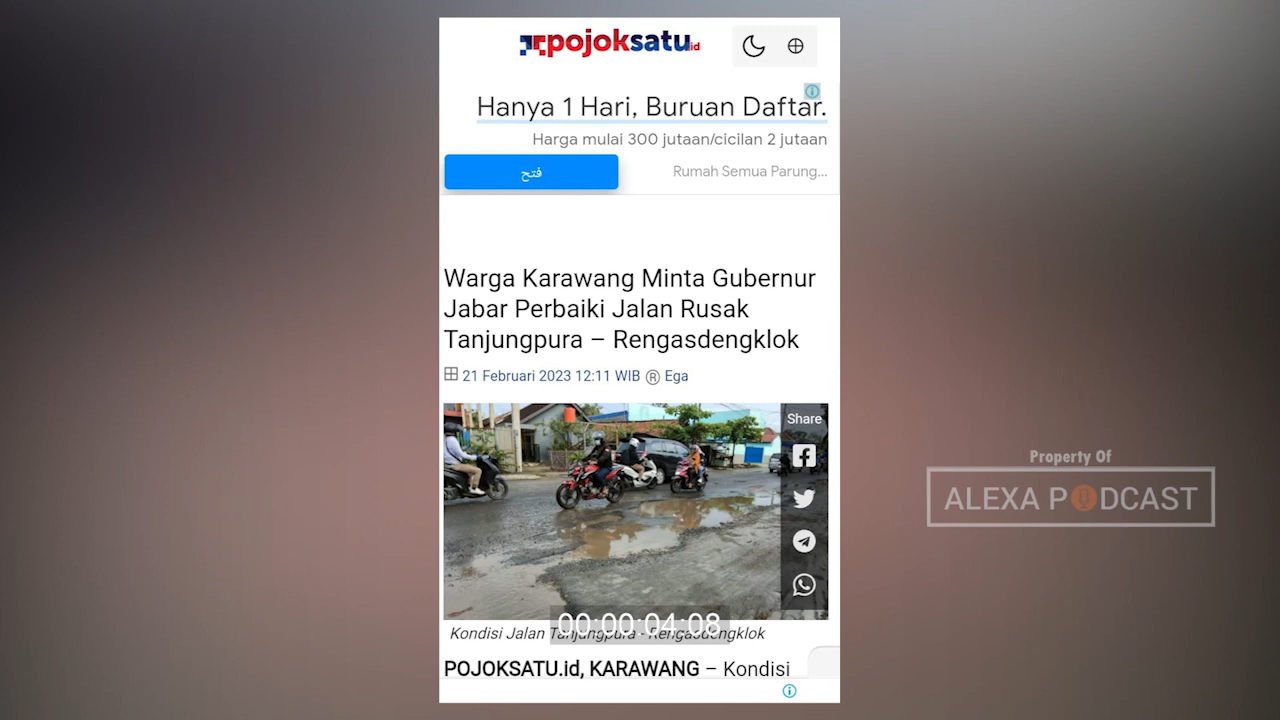 pojoksatu.id
Hanya 1 Hari, Buruan Daftar.
Harga mulai 300 jutaan/cicilan 2 jutaan
فتح
Rumah Semua Parung...
Warga Karawang Minta Gubernur
Jabar Perbaiki Jalan Rusak
Tanjungpura – Rengasdengklok
21 Februari 2023 12:11 WIB ® Ega
Share
Property Of
ALEXA PODCAST
00:00:04:08
Kondisi Jalan Tanjungpura - Rengasdengklok
POJOKSATU.id, KARAWANG – Kondisi